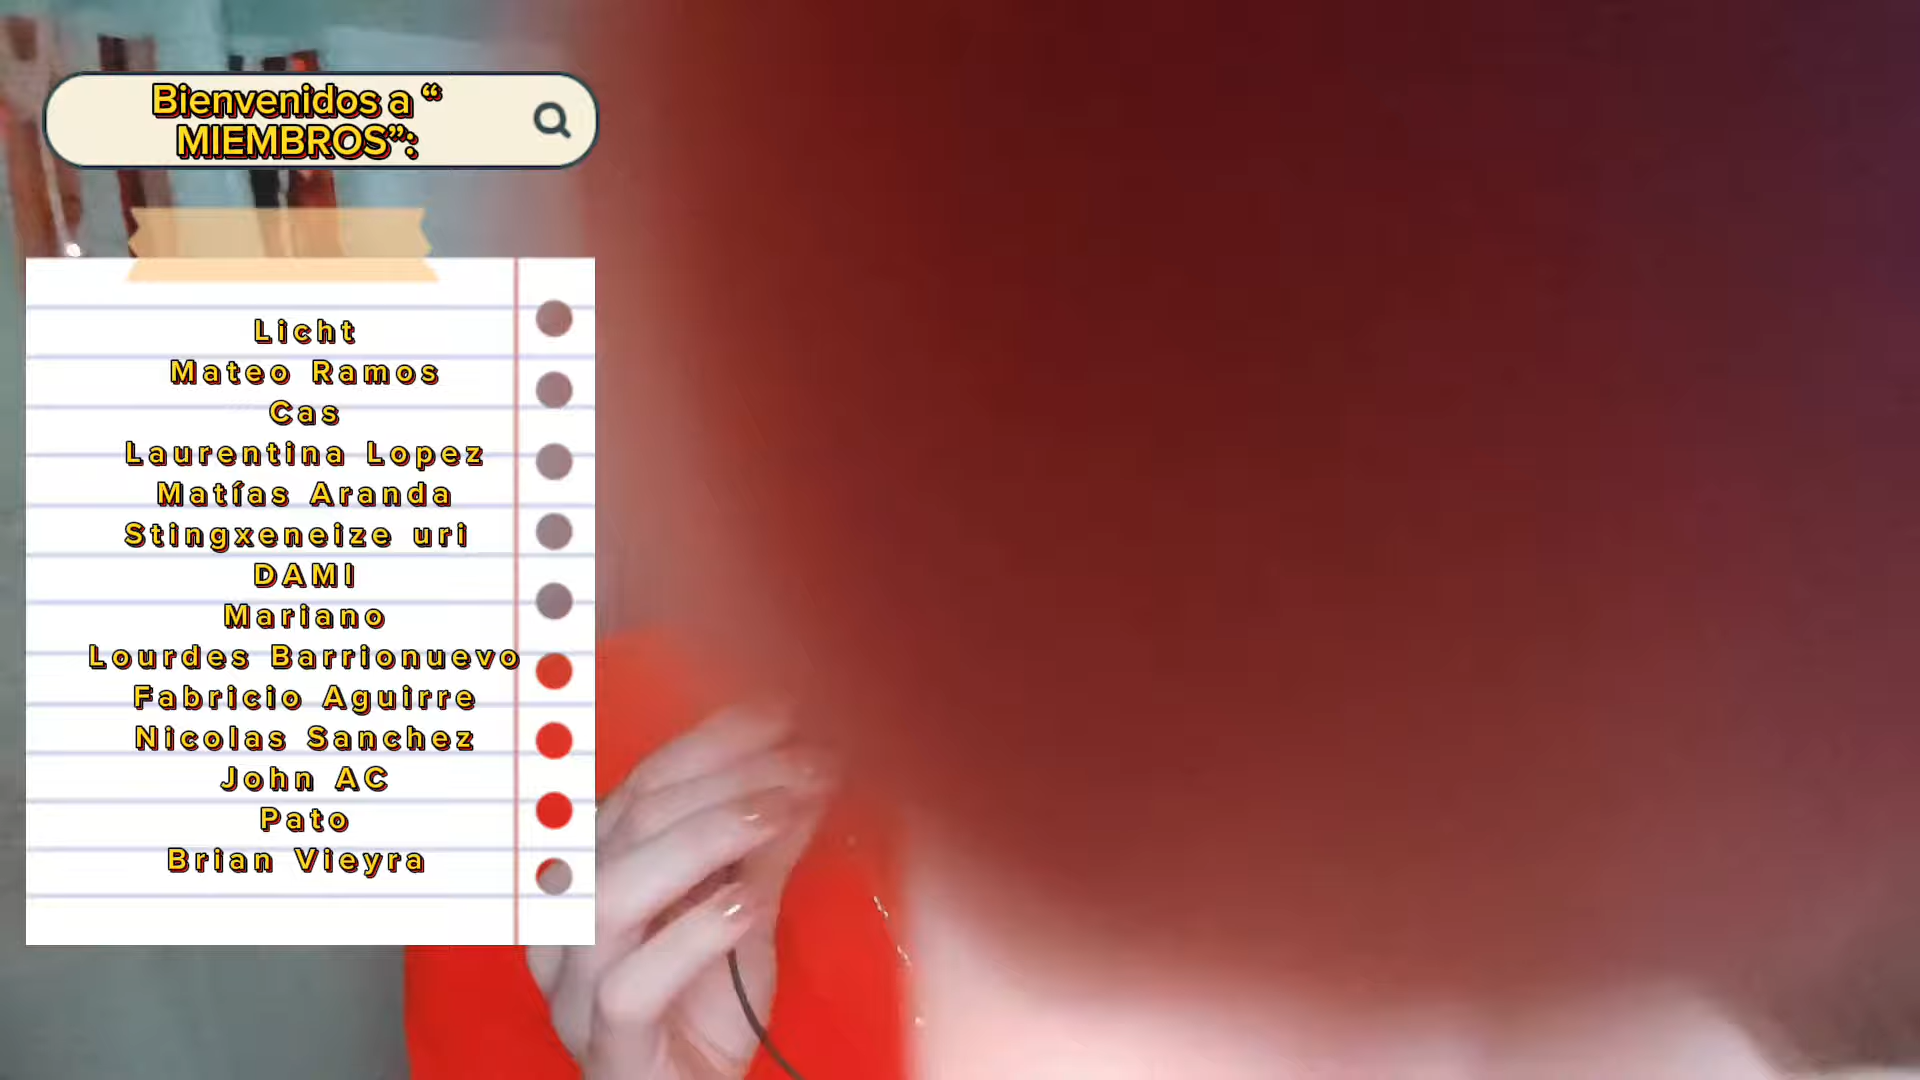 Bienvenidos a “
MIEMBROS”:
Licht
Mateo Ramos
Cas
Laurentina Lopez
Matías Aranda
Stingxeneize uri
DAMI
Mariano
Lourdes Barrionuevo
Fabricio Aguirre
Nicolas Sanchez
John AC
Pato
Brian Vieyra